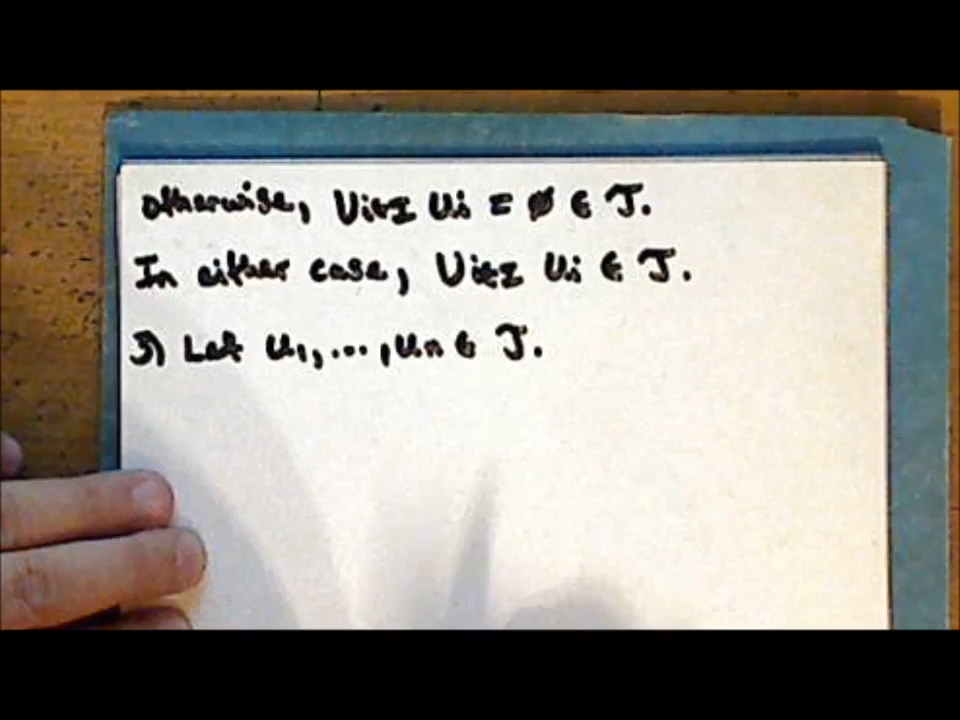 otherwise, ∪i∈I Ui = ∅ ∈ T.
In either case, ∪i∈I Ui ∈ T.
3) Let U1, ..., Un ∈ T.